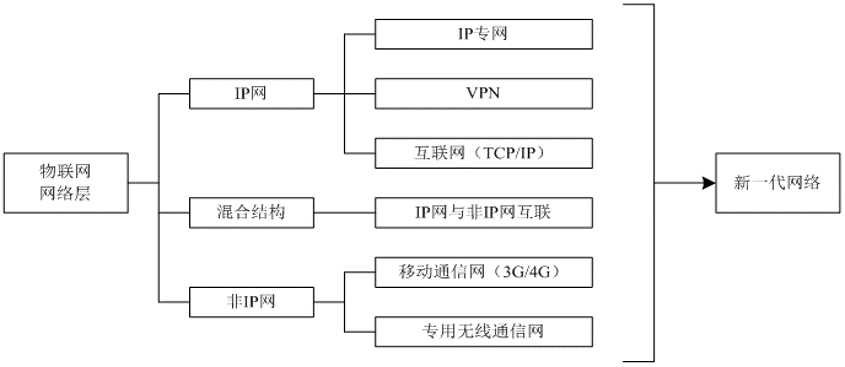 物联网
网络层
IP网
混合结构
非IP网
IP专网
VPN
互联网（TCP/IP）
IP网与非IP网互联
移动通信网（3G/4G）
专用无线通信网
新一代网络